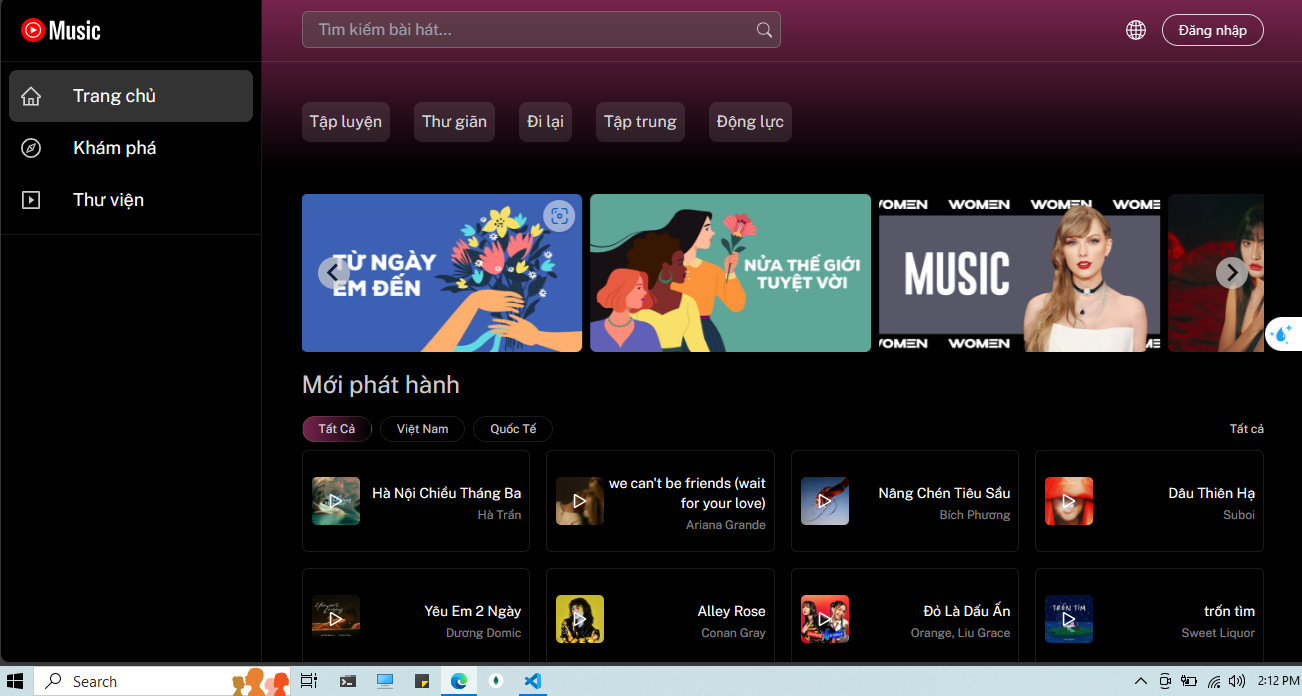 Music
Tìm kiếm bài hát...
Đăng nhập
Trang chủ
Khám phá
Thư viện
Tập luyện
Thư giãn
Đi lại
Tập trung
Động lực
TỪ NGÀY
EM ĐẾN
NỬA THẾ GIỚI
TUYỆT VỜI
OMEN WOMEN WOMEN WOME
MUSIC
OMEN WOMEN
OMEN
Mới phát hành
Tất Cả
Việt Nam
Quốc Tế
Tất cả
Hà Nội Chiều Tháng Ba
Hà Trần
we can't be friends (wait
for your love)
Ariana Grande
Nâng Chén Tiêu Sầu
Bích Phương
Dâu Thiên Hạ
Suboi
Yêu Em 2 Ngày
Dương Domic
Alley Rose
Conan Gray
Đỏ Là Dấu Ấn
Orange, Liu Grace
TRỐN TÌM
trốn tìm
Sweet Liquor
Search
2:12 PM